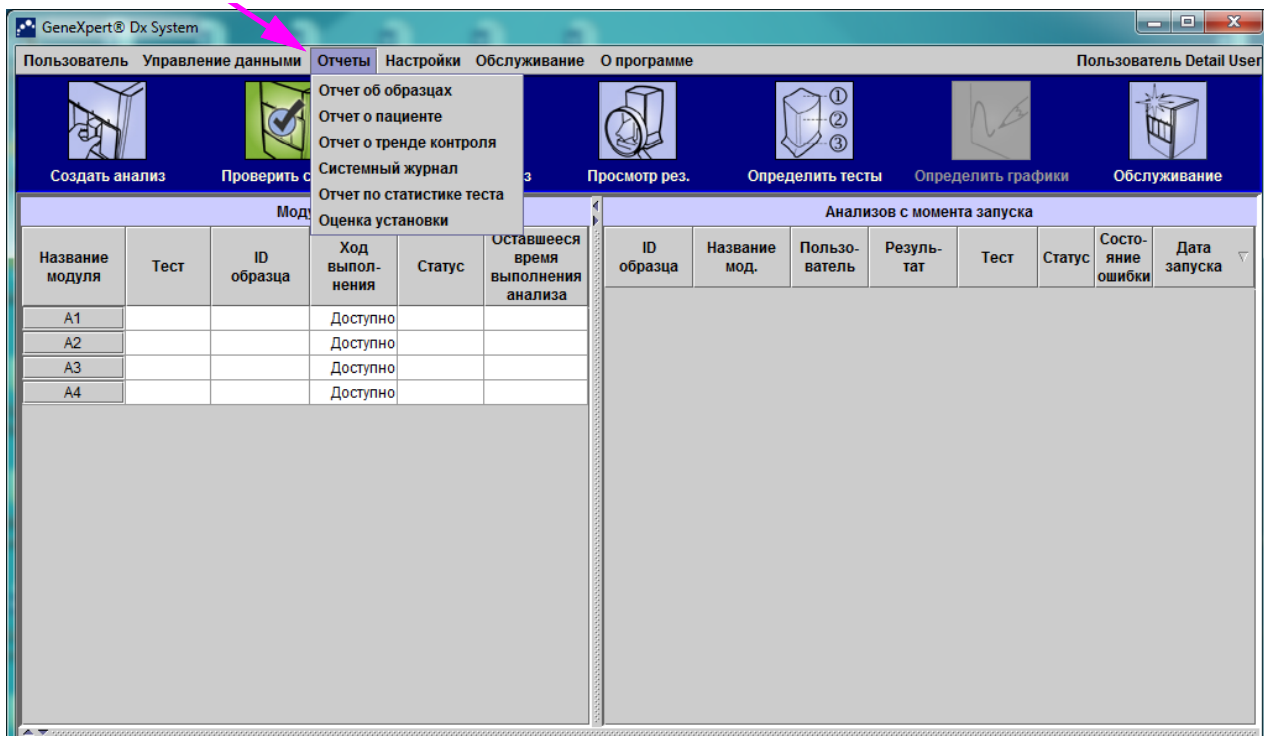 GeneXpert® Dx System
Пользователь Управление данными Отчеты Настройки Обслуживание О программе Пользователь Detail User
Отчет об образцах
Отчет о пациенте
Отчет о тренде контроля
Системный журнал
Отчет по статистике теста
Оценка установки
Создать анализ Проверить с з Просмотр рез. Определить тесты Определить графики Обслуживание
①
②
③
Мод
Название модуля
Тест
ID образца
Ход выпол-нения
Статус
Оставшееся время выполнения анализа
A1 Доступно
A2 Доступно
A3 Доступно
A4 Доступно
Анализов с момента запуска
ID образца
Название мод.
Пользо-ватель
Резуль-тат
Тест
Статус
Состо-яние ошибки
Дата запуска